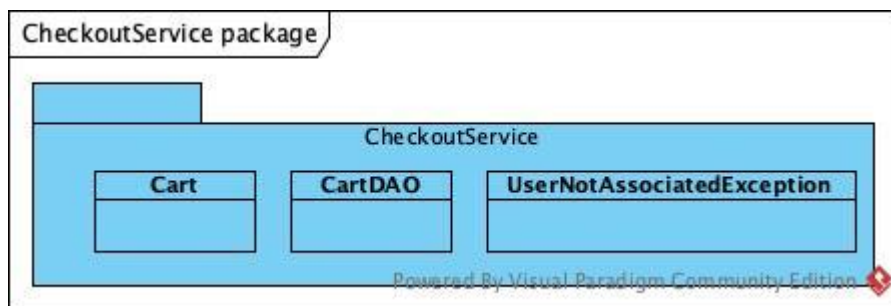 CheckoutService package
CheckoutService
Cart CartDAO UserNotAssociatedException
Powered By Visual Paradigm Community Edition